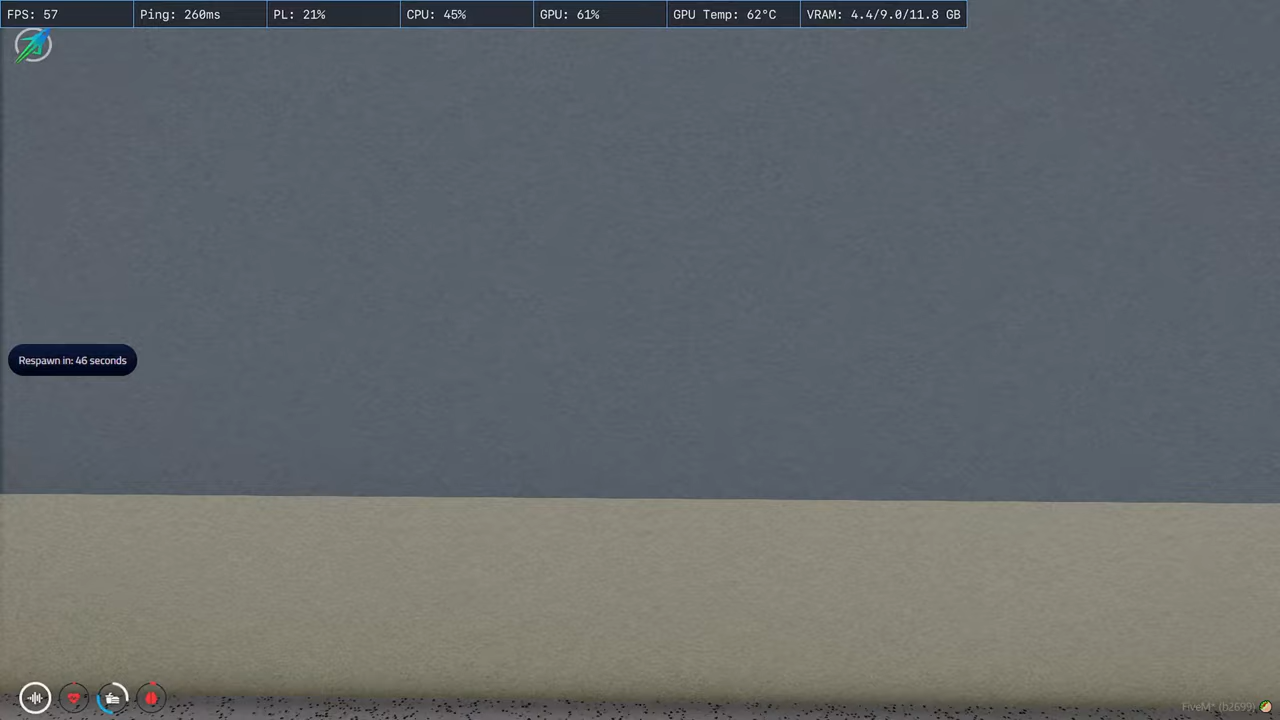 FPS: 57
Ping: 260ms
PL: 21%
CPU: 45%
GPU: 61%
GPU Temp: 62°C
VRAM: 4.4/9.0/11.8 GB
Respawn in: 46 seconds
FiveM* (b2699)